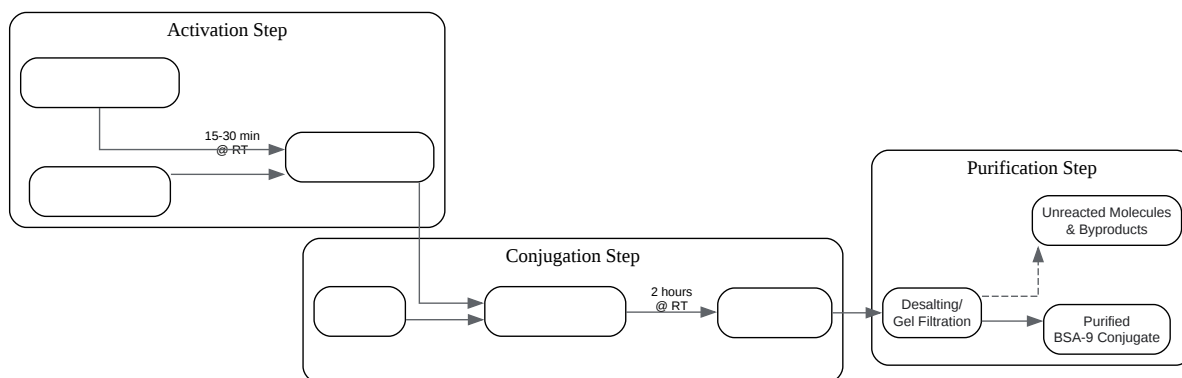 Activation Step
15-30 min
@ RT
Conjugation Step
2 hours
@ RT
Purification Step
Unreacted Molecules
& Byproducts
Desalting/
Gel Filtration
Purified
BSA-9 Conjugate